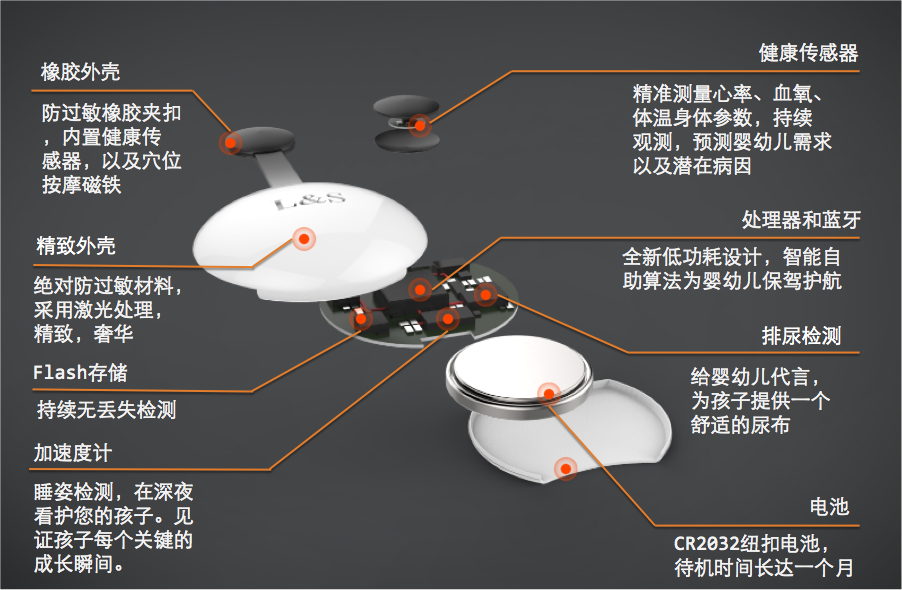 橡胶外壳
防过敏橡胶夹扣
，内置健康传
感器，以及穴位
按摩磁铁
精致外壳
绝对防过敏材料，
采用激光处理，
精致，奢华
Flash存储
持续无丢失检测
加速度计
睡姿检测，在深夜
看护您的孩子。见
证孩子每个关键的
成长瞬间。
L&S
健康传感器
精准测量心率、血氧、
体温身体参数，持续
观测，预测婴幼儿需求
以及潜在病因
处理器和蓝牙
全新低功耗设计，智能自
助算法为婴幼儿保驾护航
排尿检测
给婴幼儿代言，
为孩子提供一个
舒适的尿布
电池
CR2032纽扣电池，
待机时间长达一个月